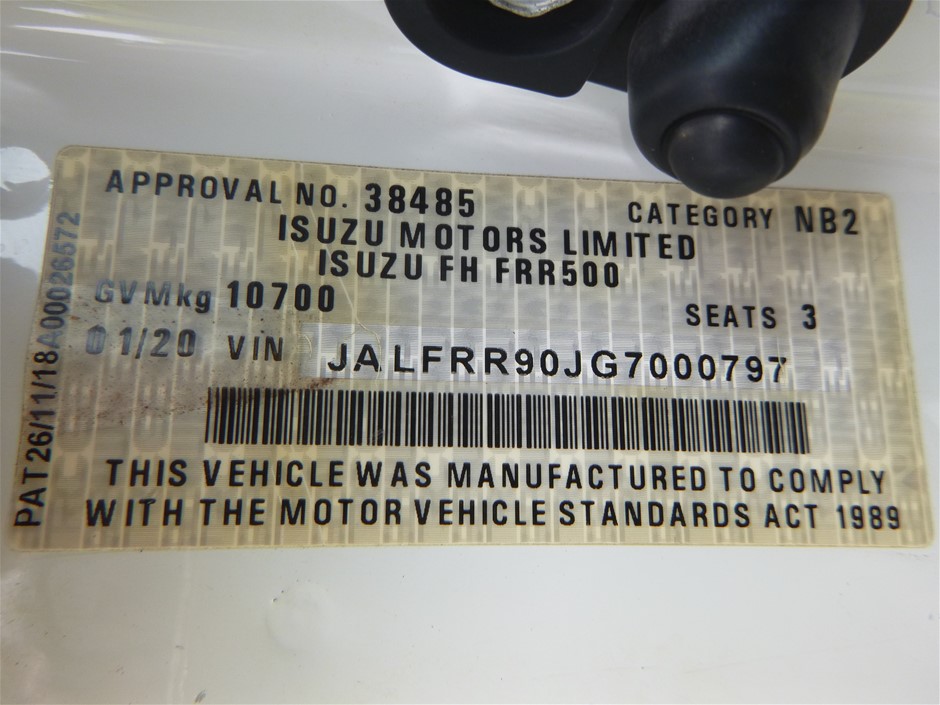 APPROVAL NO. 38485 CATEGORY NB2
ISUZU MOTORS LIMITED
ISUZU FH FRR500
GVMkg 10700 SEATS 3
01/20 VIN JALFRR90JG7000797
THIS VEHICLE WAS MANUFACTURED TO COMPLY
WITH THE MOTOR VEHICLE STANDARDS ACT 1989
PAT26/11/18A00026572